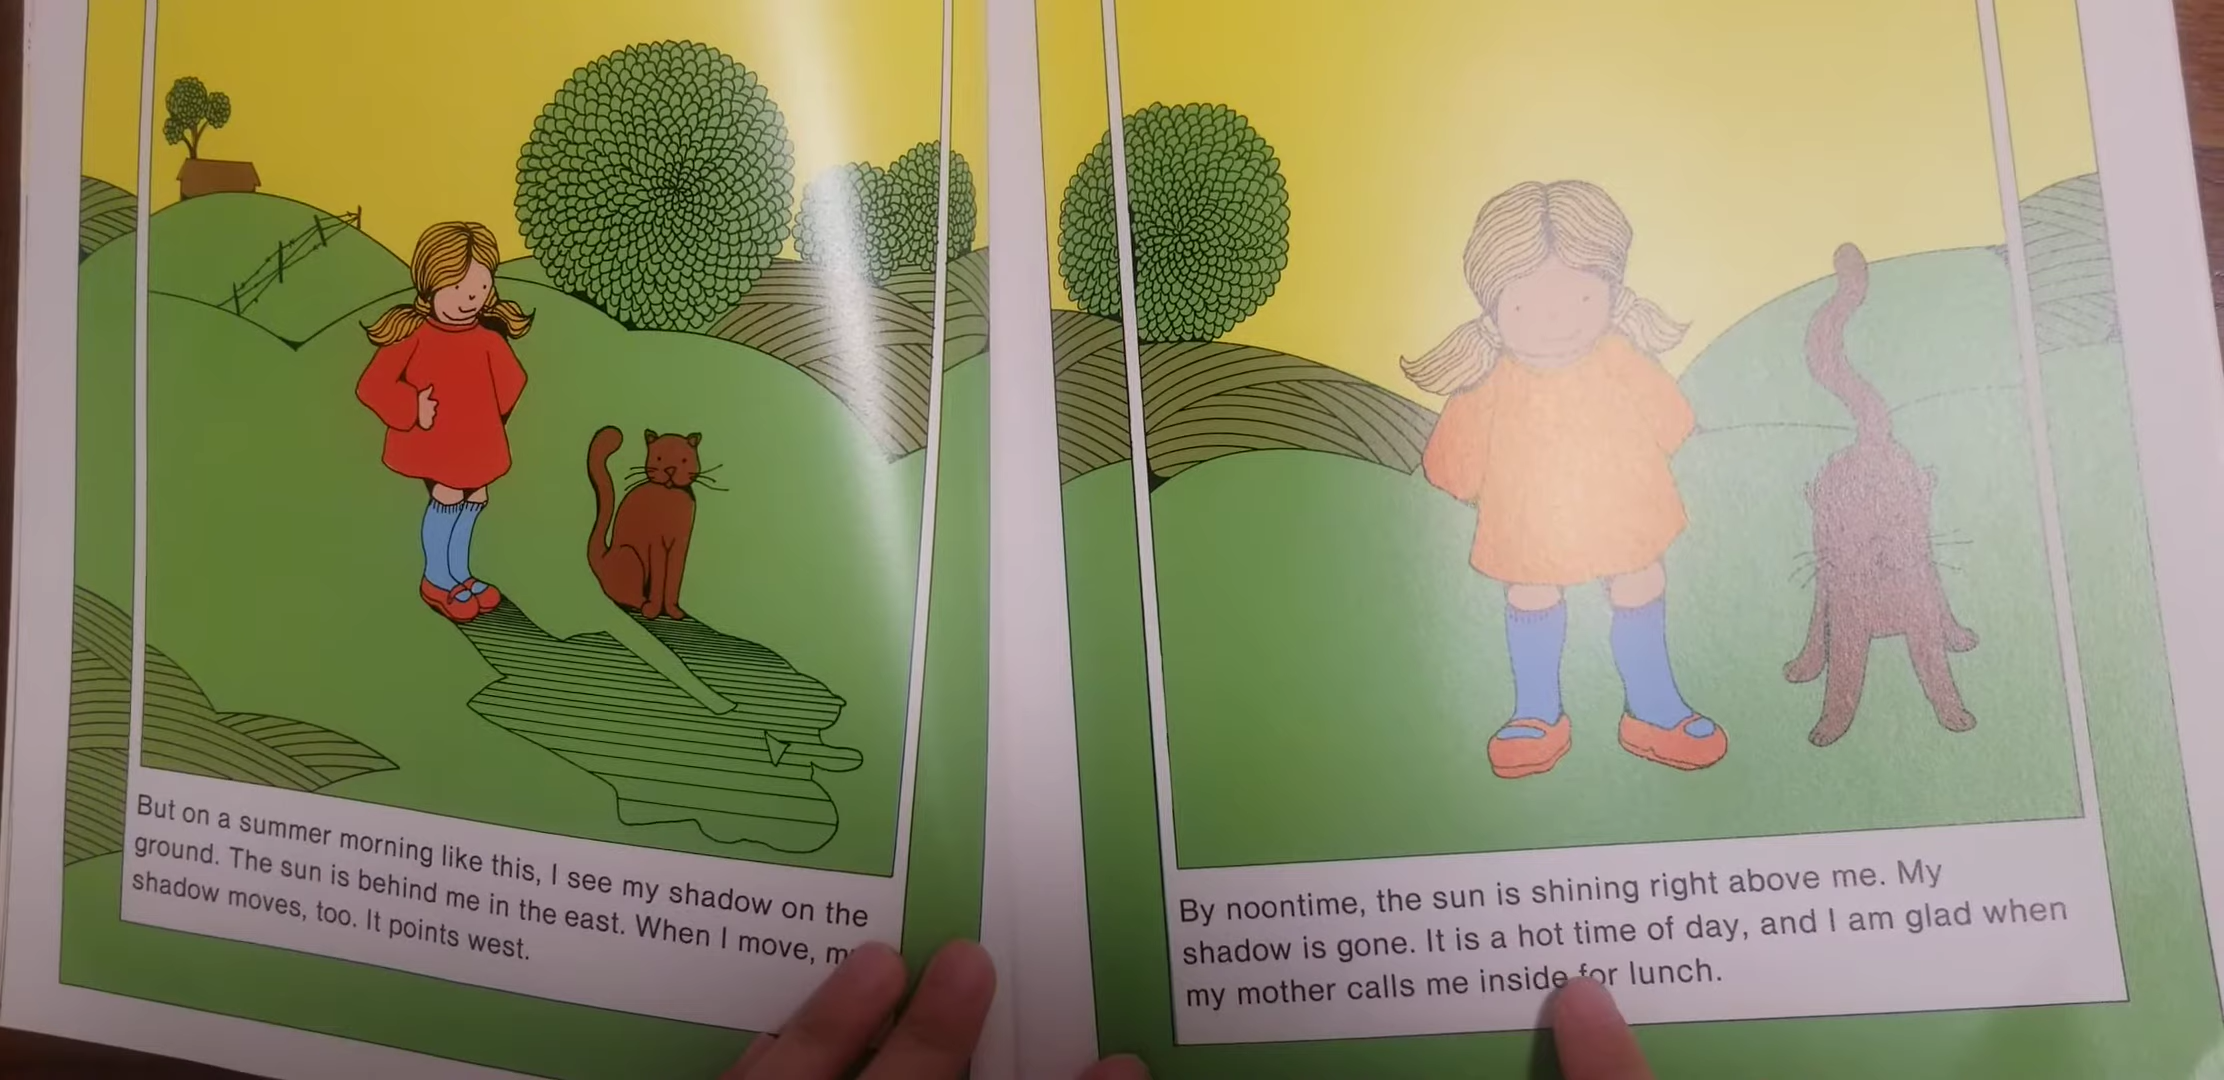 But on a summer morning like this, I see my shadow on the
ground. The sun is behind me in the east. When I move,
shadow moves, too. It points west.
By noontime, the sun is shining right above me. My
shadow is gone. It is a hot time of day, and I am glad when
my mother calls me inside for lunch.